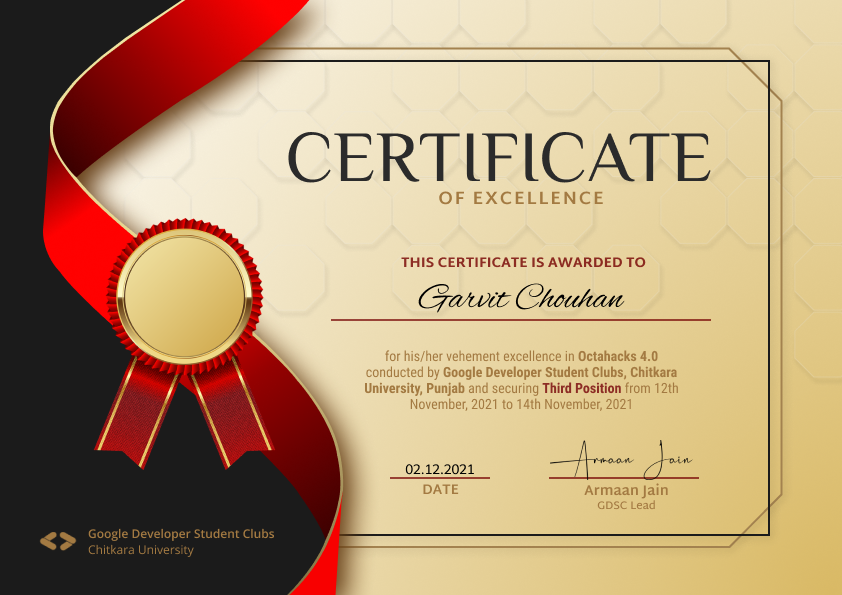 CERTIFICATE
OF EXCELLENCE
THIS CERTIFICATE IS AWARDED TO
Garvit Chouhan
for his/her vehement excellence in Octahacks 4.0
conducted by Google Developer Student Clubs, Chitkara
University, Punjab and securing Third Position from 12th
November, 2021 to 14th November, 2021
02.12.2021
DATE
Armaan Jain
Armaan Jain
GDSC Lead
Google Developer Student Clubs
Chitkara University